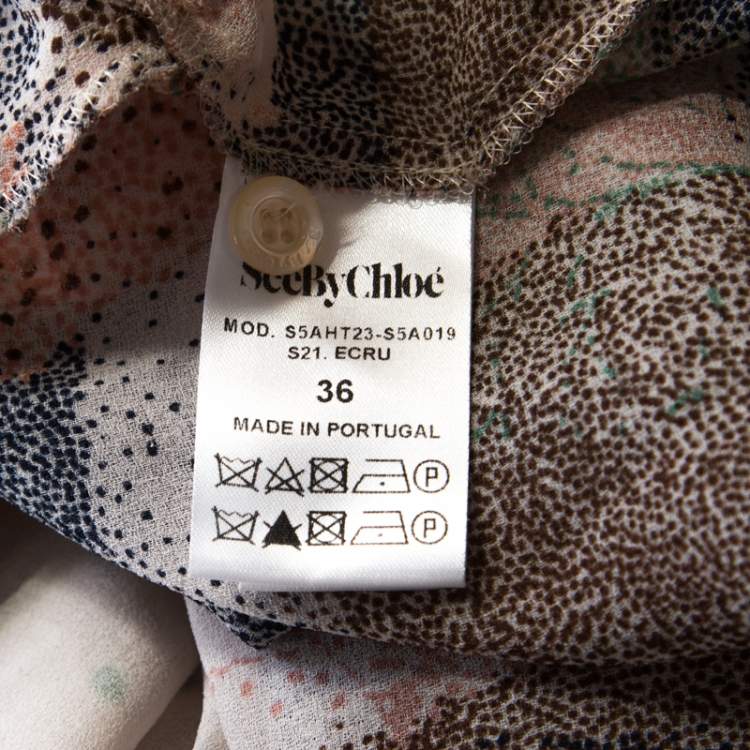 SeeByChloé
MOD. S5AHT23-S5A019
S21. ECRU
36
MADE IN PORTUGAL
P
P